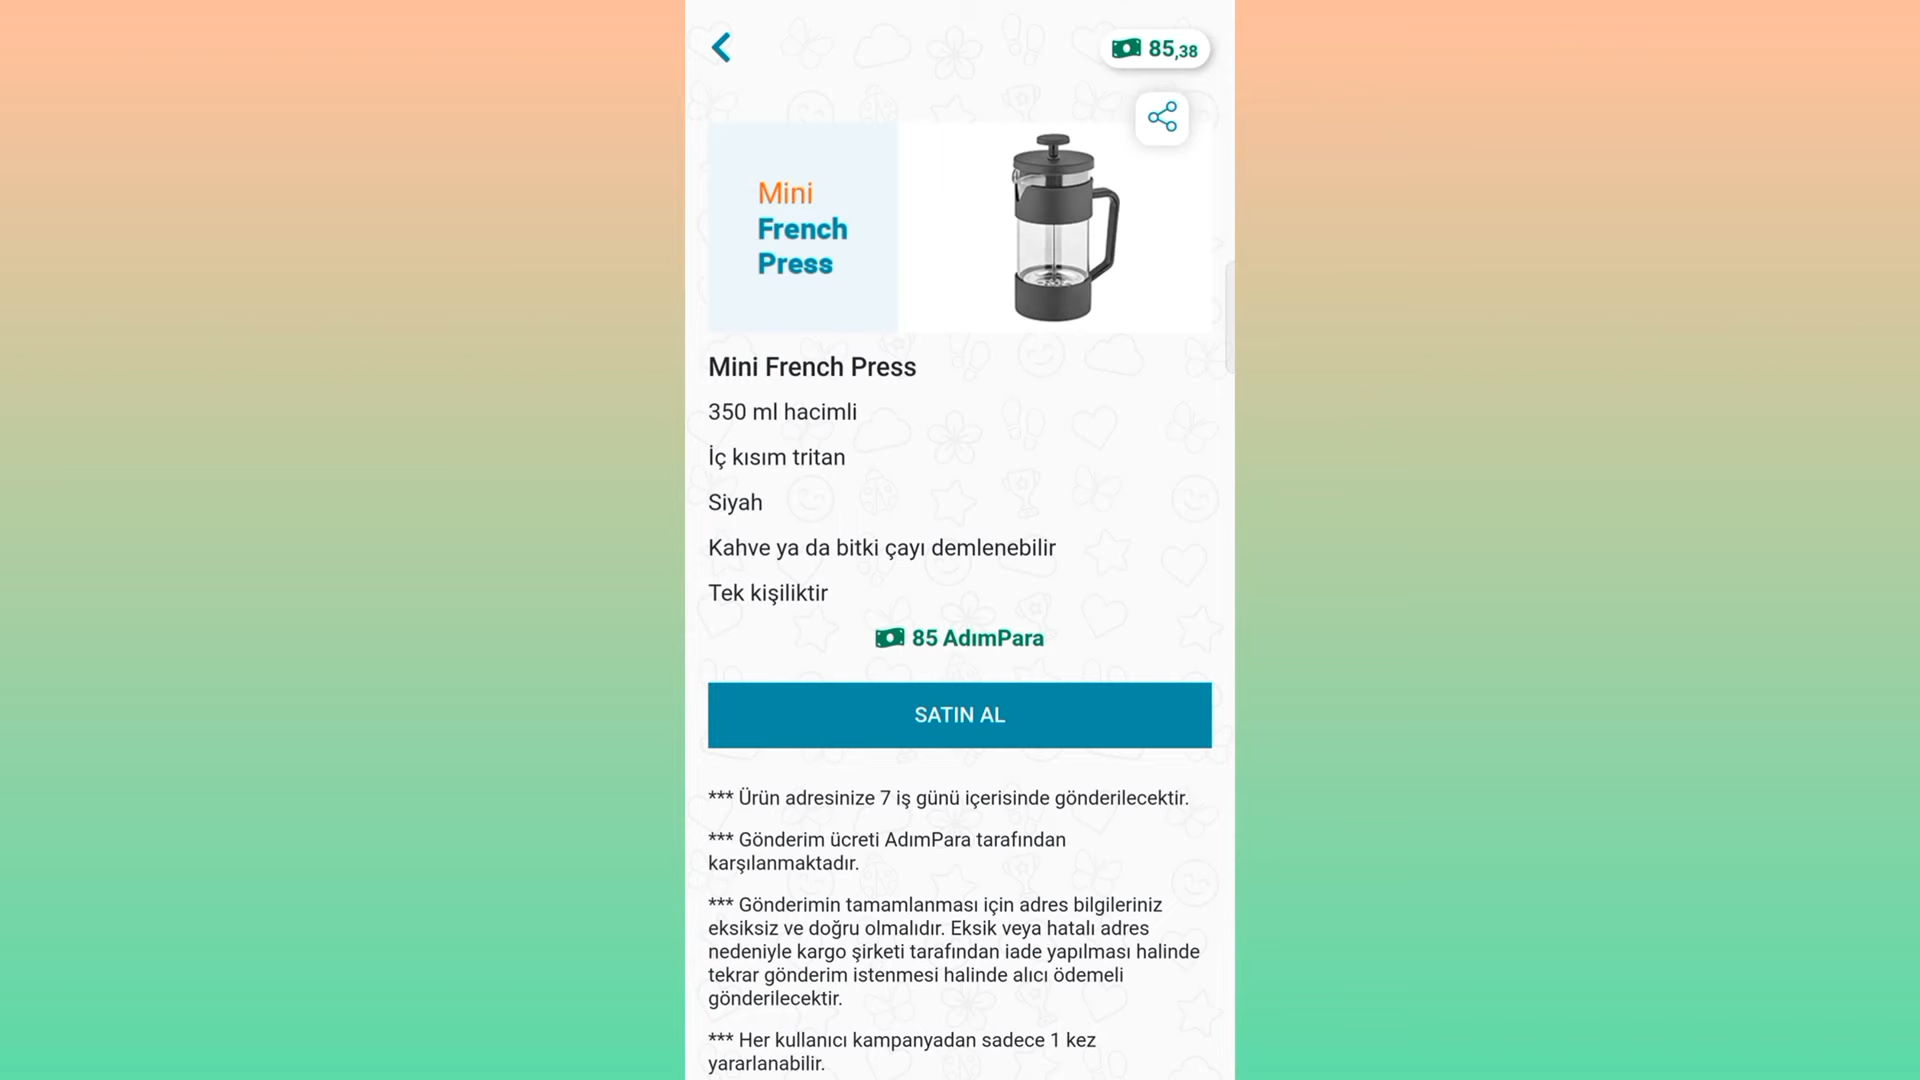 85,38
Mini
French
Press
Mini French Press
350 ml hacimli
İç kısım tritan
Siyah
Kahve ya da bitki çayı demlenebilir
Tek kişiliktir
85 AdımPara
SATIN AL
*** Ürün adresinize 7 iş günü içerisinde gönderilecektir.
*** Gönderim ücreti AdımPara tarafından
karşılanmaktadır.
*** Gönderimin tamamlanması için adres bilgileriniz
eksiksiz ve doğru olmalıdır. Eksik veya hatalı adres
nedeniyle kargo şirketi tarafından iade yapılması halinde
tekrar gönderim istenmesi halinde alıcı ödemeli
gönderilecektir.
*** Her kullanıcı kampanyadan sadece 1 kez
yararlanabilir.